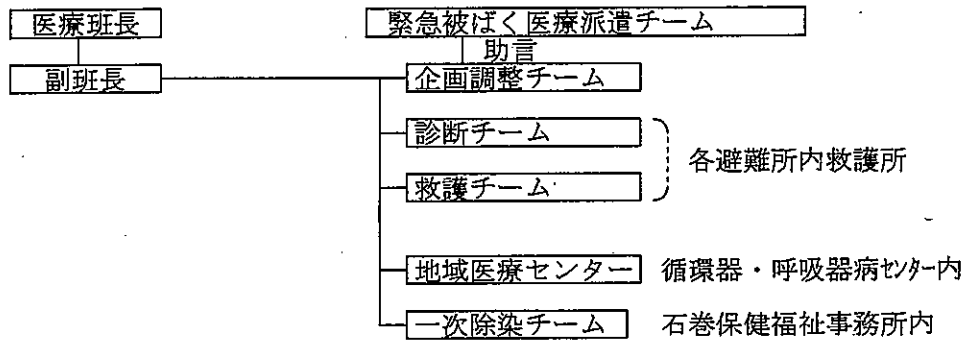 医療班長
緊急被ばく医療派遣チーム
助言
副班長
企画調整チーム
診断チーム
各避難所内救護所
救護チーム
地域医療センター 循環器・呼吸器病ｾﾝﾀｰ内
一次除染チーム 石巻保健福祉事務所内